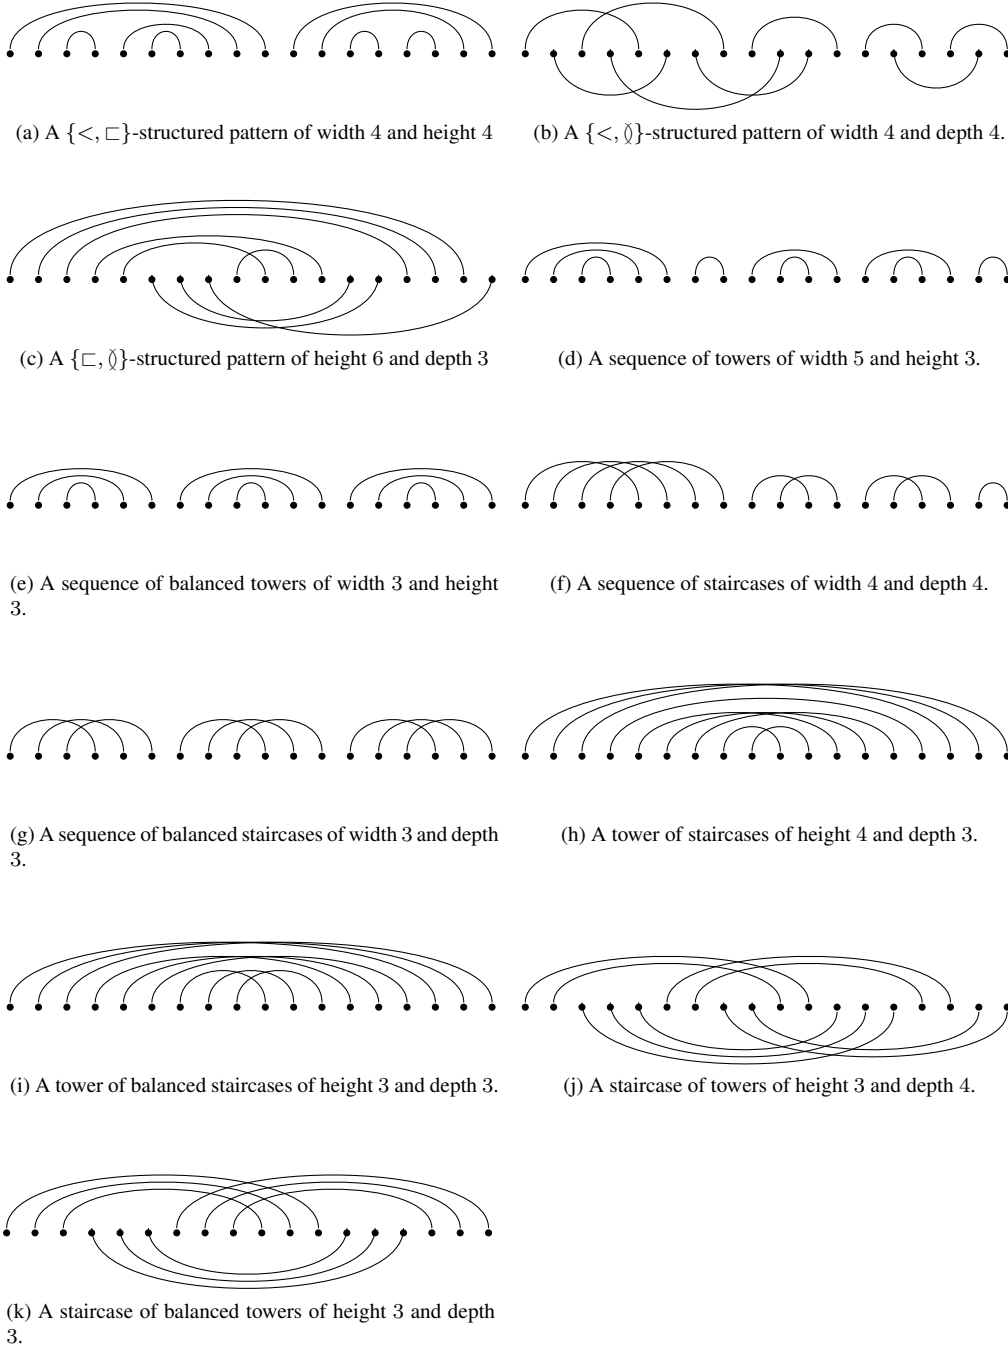 (a) A {<, ⊏}-structured pattern of width 4 and height 4
(b) A {<, ≬}-structured pattern of width 4 and depth 4.
(c) A {⊏, ≬}-structured pattern of height 6 and depth 3
(d) A sequence of towers of width 5 and height 3.
(e) A sequence of balanced towers of width 3 and height
3.
(f) A sequence of staircases of width 4 and depth 4.
(g) A sequence of balanced staircases of width 3 and depth
3.
(h) A tower of staircases of height 4 and depth 3.
(i) A tower of balanced staircases of height 3 and depth 3.
(j) A staircase of towers of height 3 and depth 4.
(k) A staircase of balanced towers of height 3 and depth
3.